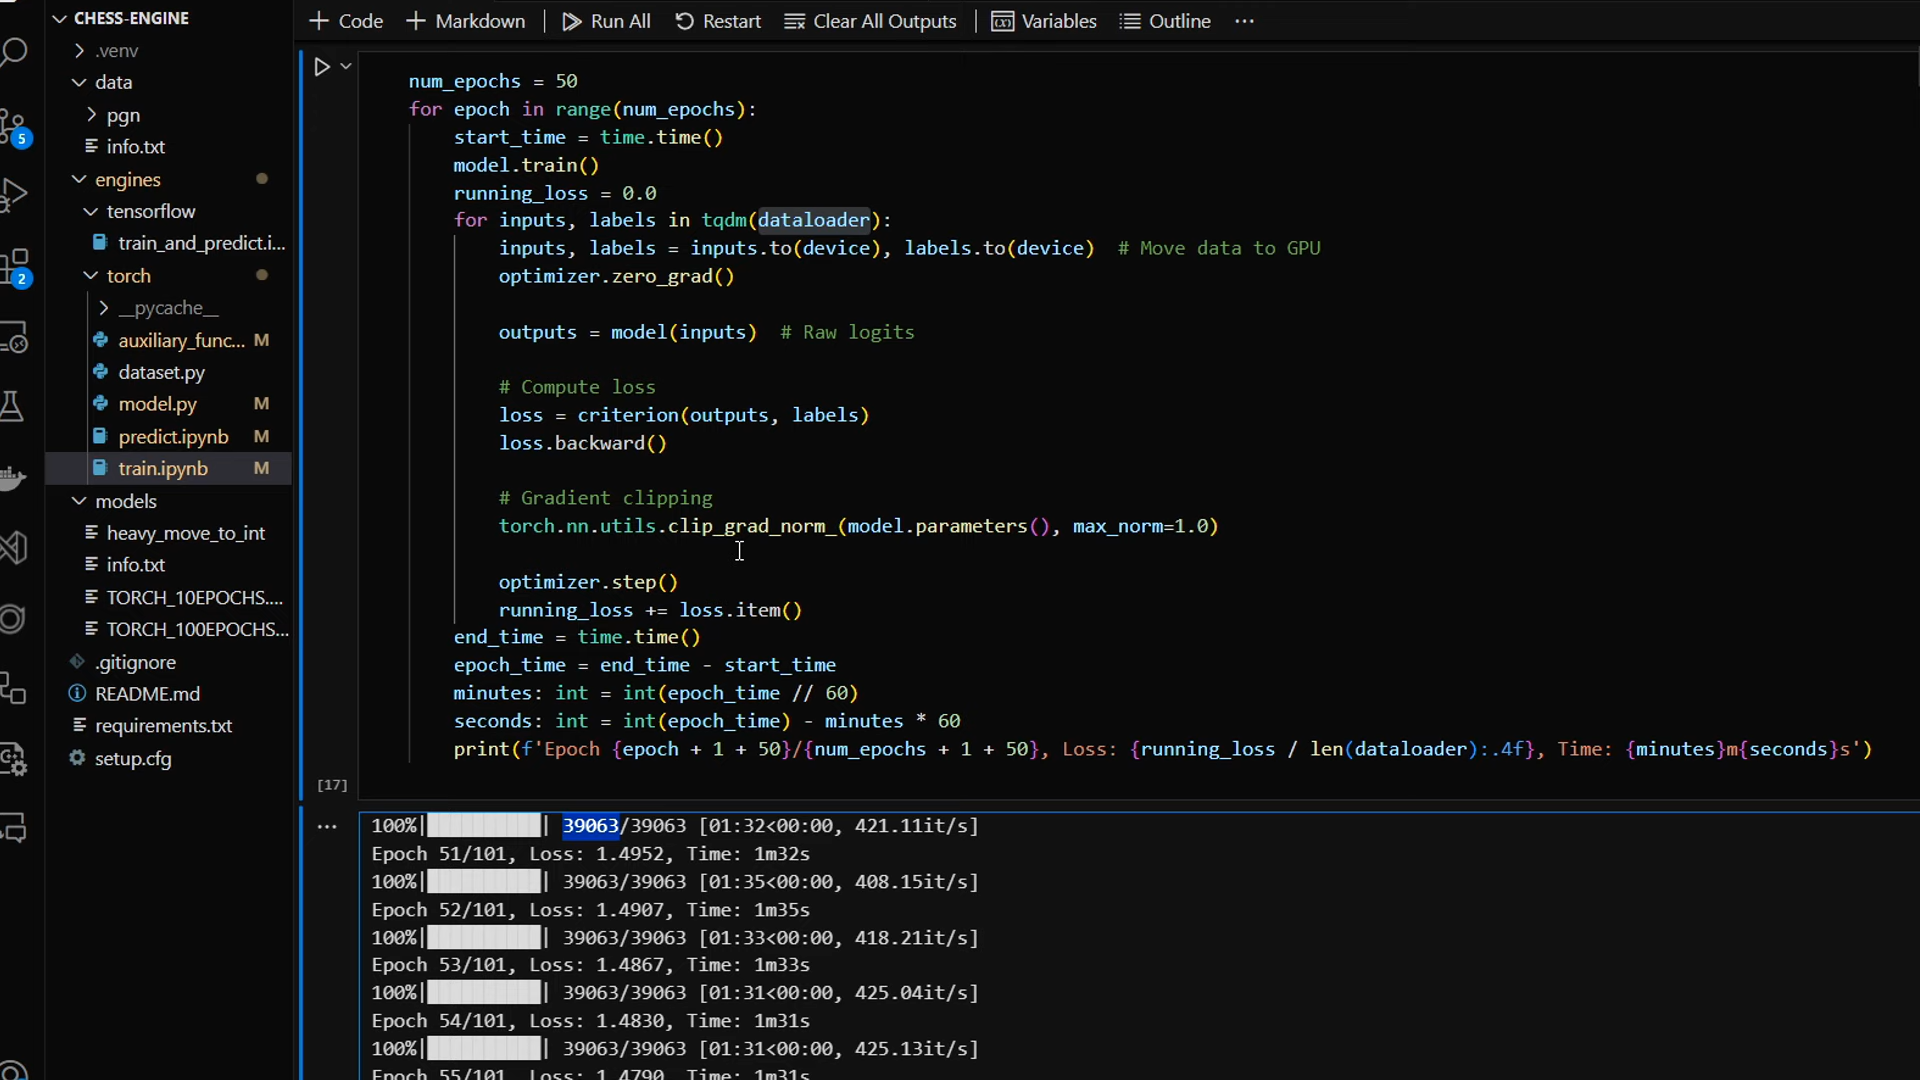 CHESS-ENGINE
.venv
data
pgn
info.txt
engines
tensorflow
train_and_predict.i...
torch
__pycache__
auxiliary_func... M
dataset.py
model.py M
predict.ipynb M
train.ipynb M
models
heavy_move_to_int
info.txt
TORCH_10EPOCHS....
TORCH_100EPOCHS...
.gitignore
README.md
requirements.txt
setup.cfg
5
2
+ Code + Markdown Run All Restart Clear All Outputs Variables Outline ...
num_epochs = 50
for epoch in range(num_epochs):
start_time = time.time()
model.train()
running_loss = 0.0
for inputs, labels in tqdm(dataloader):
inputs, labels = inputs.to(device), labels.to(device) # Move data to GPU
optimizer.zero_grad()
outputs = model(inputs) # Raw logits
# Compute loss
loss = criterion(outputs, labels)
loss.backward()
# Gradient clipping
torch.nn.utils.clip_grad_norm_(model.parameters(), max_norm=1.0)
optimizer.step()
running_loss += loss.item()
end_time = time.time()
epoch_time = end_time - start_time
minutes: int = int(epoch_time // 60)
seconds: int = int(epoch_time) - minutes * 60
print(f'Epoch {epoch + 1 + 50}/{num_epochs + 1 + 50}, Loss: {running_loss / len(dataloader):.4f}, Time: {minutes}m{seconds}s')
[17]
100%|██████████| 39063/39063 [01:32<00:00, 421.11it/s]
Epoch 51/101, Loss: 1.4952, Time: 1m32s
100%|██████████| 39063/39063 [01:35<00:00, 408.15it/s]
Epoch 52/101, Loss: 1.4907, Time: 1m35s
100%|██████████| 39063/39063 [01:33<00:00, 418.21it/s]
Epoch 53/101, Loss: 1.4867, Time: 1m33s
100%|██████████| 39063/39063 [01:31<00:00, 425.04it/s]
Epoch 54/101, Loss: 1.4830, Time: 1m31s
100%|██████████| 39063/39063 [01:31<00:00, 425.13it/s]
Epoch 55/101, Loss: 1.4790, Time: 1m31s